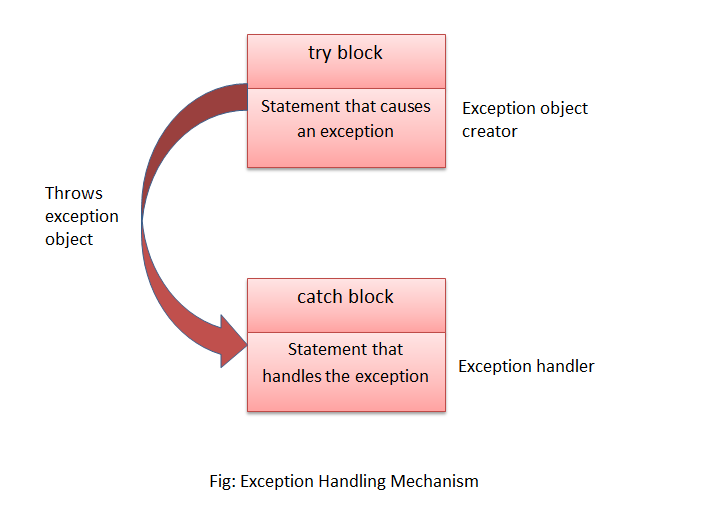 try block
Statement that causes
an exception
Exception object
creator
Throws
exception
object
catch block
Statement that
handles the exception
Exception handler
Fig: Exception Handling Mechanism